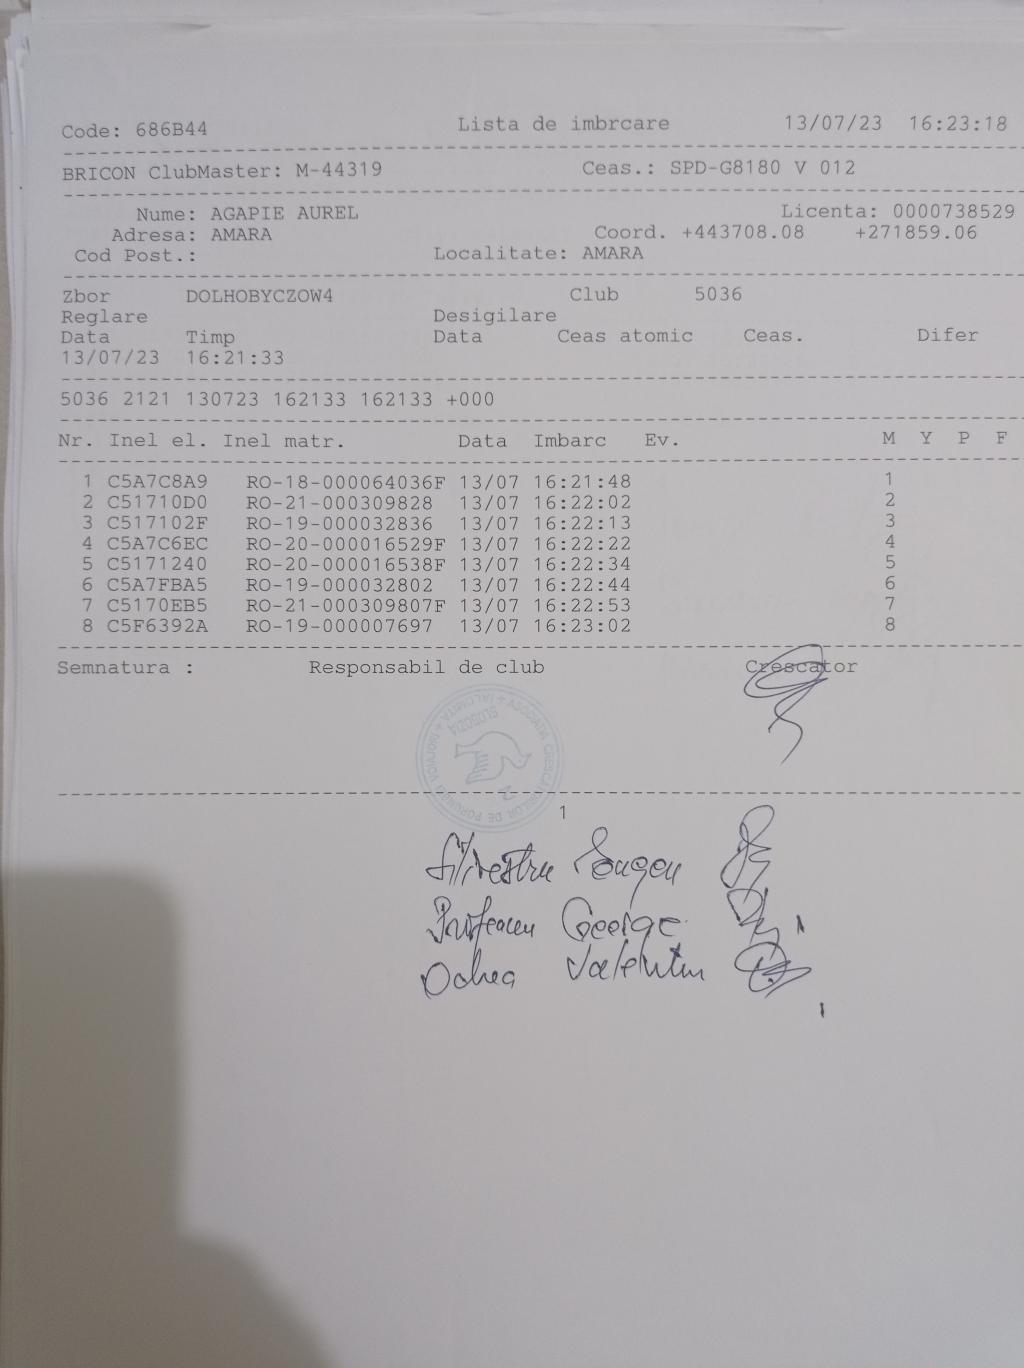 Code: 686B44 Lista de imbrcare 13/07/23 16:23:18
BRICON ClubMaster: M-44319 Ceas.: SPD-G8180 V 012
Nume: AGAPIE AUREL Licenta: 0000738529
Adresa: AMARA Coord. +443708.08 +271859.06
Cod Post.: Localitate: AMARA
Zbor DOLHOBYCZOW4 Club 5036
Reglare Desigilare
Data Timp Data Ceas atomic Ceas. Difer
13/07/23 16:21:33
5036 2121 130723 162133 162133 +000
Nr. Inel el. Inel matr. Data Imbarc Ev. M Y P F
1 C5A7C8A9 RO-18-000064036F 13/07 16:21:48 1
2 C51710D0 RO-21-000309828 13/07 16:22:02 2
3 C517102F RO-19-000032836 13/07 16:22:13 3
4 C5A7C6EC RO-20-000016529F 13/07 16:22:22 4
5 C5171240 RO-20-000016538F 13/07 16:22:34 5
6 C5A7FBA5 RO-19-000032802 13/07 16:22:44 6
7 C5170EB5 RO-21-000309807F 13/07 16:22:53 7
8 C5F6392A RO-19-000007697 13/07 16:23:02 8
Semnatura : Responsabil de club Crescator
ASOCIATIA CRESCATORILOR DE PORUMBEI VOIAJORI IALOMITA
SLOBOZIA
2
1
Silvestru
George
Valentin